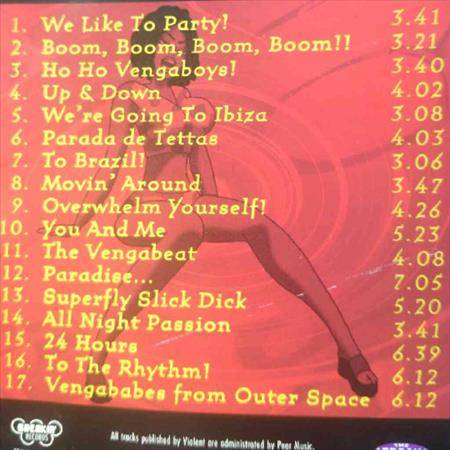 1. We Like To Party! 3.41
2. Boom, Boom, Boom, Boom!! 3.21
3. Ho Ho Vengaboys! 3.40
4. Up & Down 4.02
5. We're Going To Ibiza 3.08
6. Parada de Tettas 4.03
7. To Brazil! 3.06
8. Movin' Around 3.47
9. Overwhelm Yourself! 4.26
10. You And Me 5.23
11. The Vengabeat 4.08
12. Paradise... 7.05
13. Superfly Slick Dick 5.20
14. All Night Passion 3.41
15. 24 Hours 6.39
16. To The Rhythm! 6.12
17. Vengababes from Outer Space 6.12
BREAKIN'
RECORDS
All tracks published by Violent are administered by Peer Music.
THE